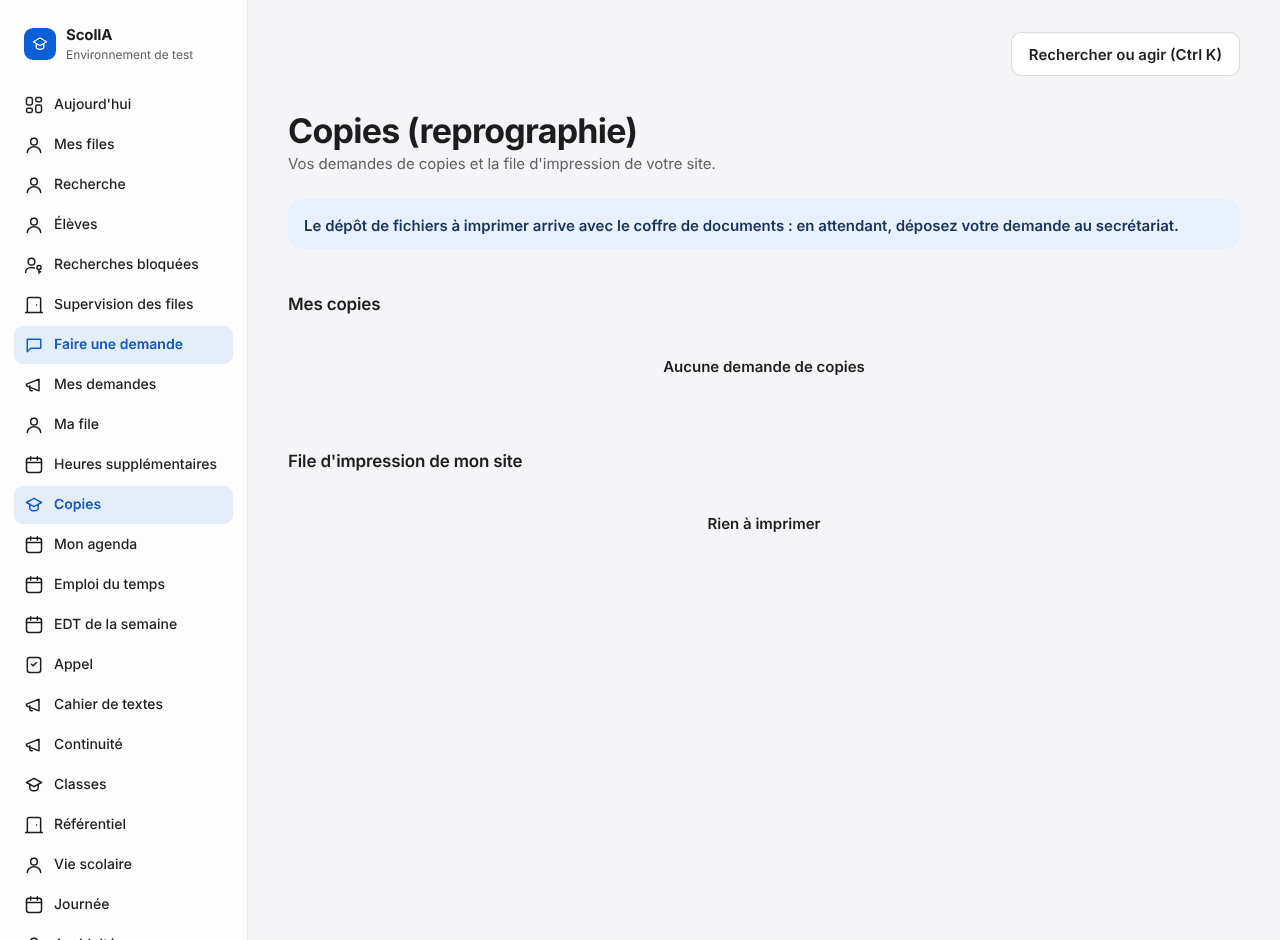 ScolIA
Environnement de test
Rechercher ou agir (Ctrl K)
Aujourd'hui
Mes files
Recherche
Élèves
Recherches bloquées
Supervision des files
Faire une demande
Mes demandes
Ma file
Heures supplémentaires
Copies
Mon agenda
Emploi du temps
EDT de la semaine
Appel
Cahier de textes
Continuité
Classes
Référentiel
Vie scolaire
Journée
Copies (reprographie)
Vos demandes de copies et la file d'impression de votre site.
Le dépôt de fichiers à imprimer arrive avec le coffre de documents : en attendant, déposez votre demande au secrétariat.
Mes copies
Aucune demande de copies
File d'impression de mon site
Rien à imprimer